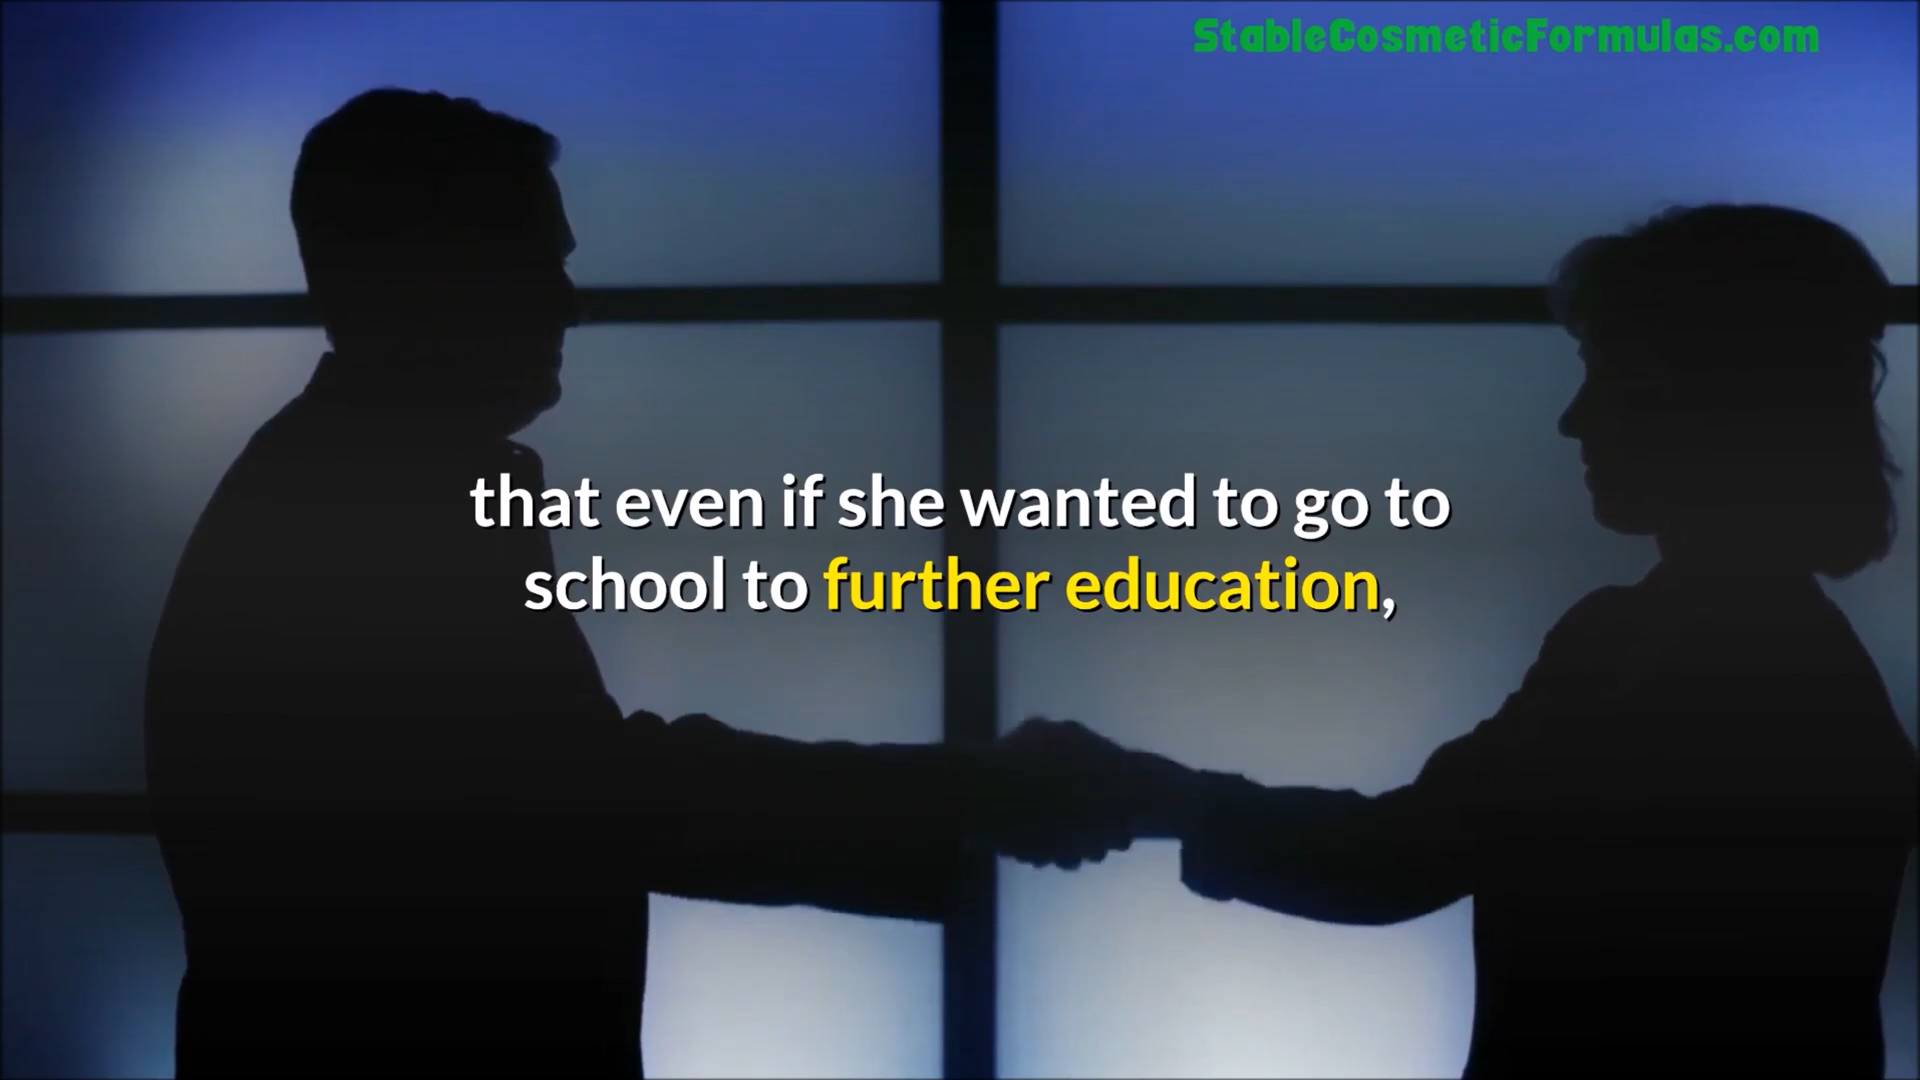 StableCosmeticFormulas.com
that even if she wanted to go to
school to further education,